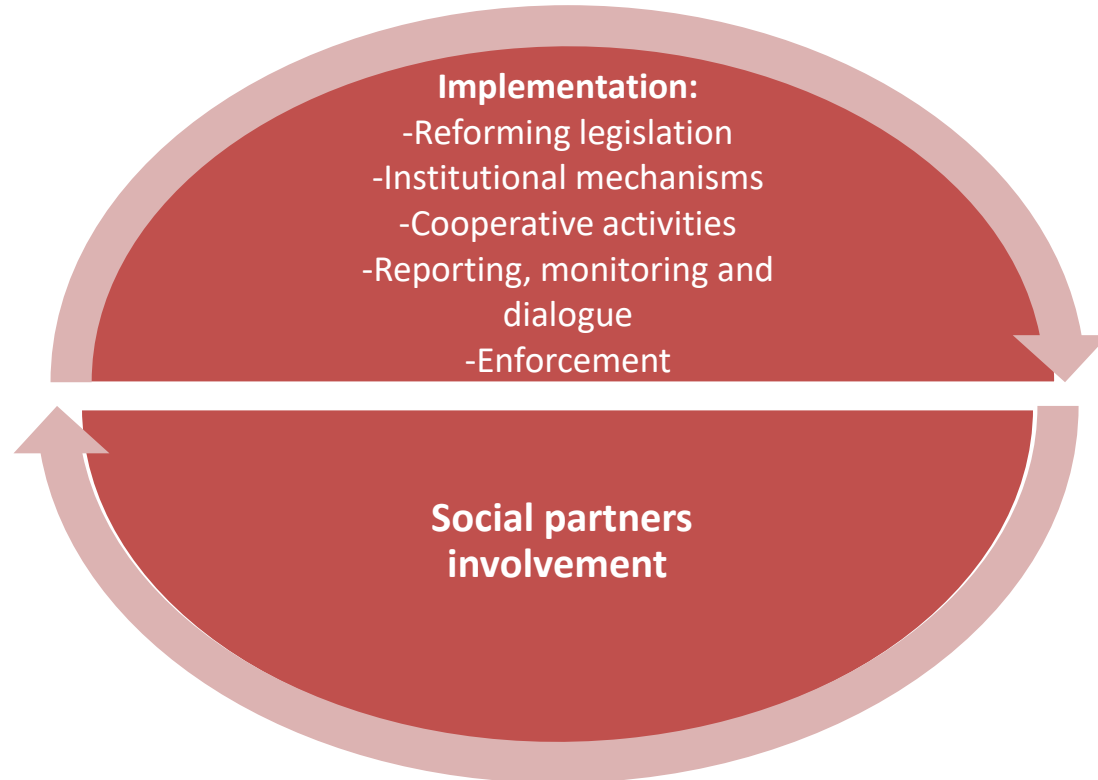 Implementation:
-Reforming legislation
-Institutional mechanisms
-Cooperative activities
-Reporting, monitoring and
dialogue
-Enforcement
Social partners
involvement